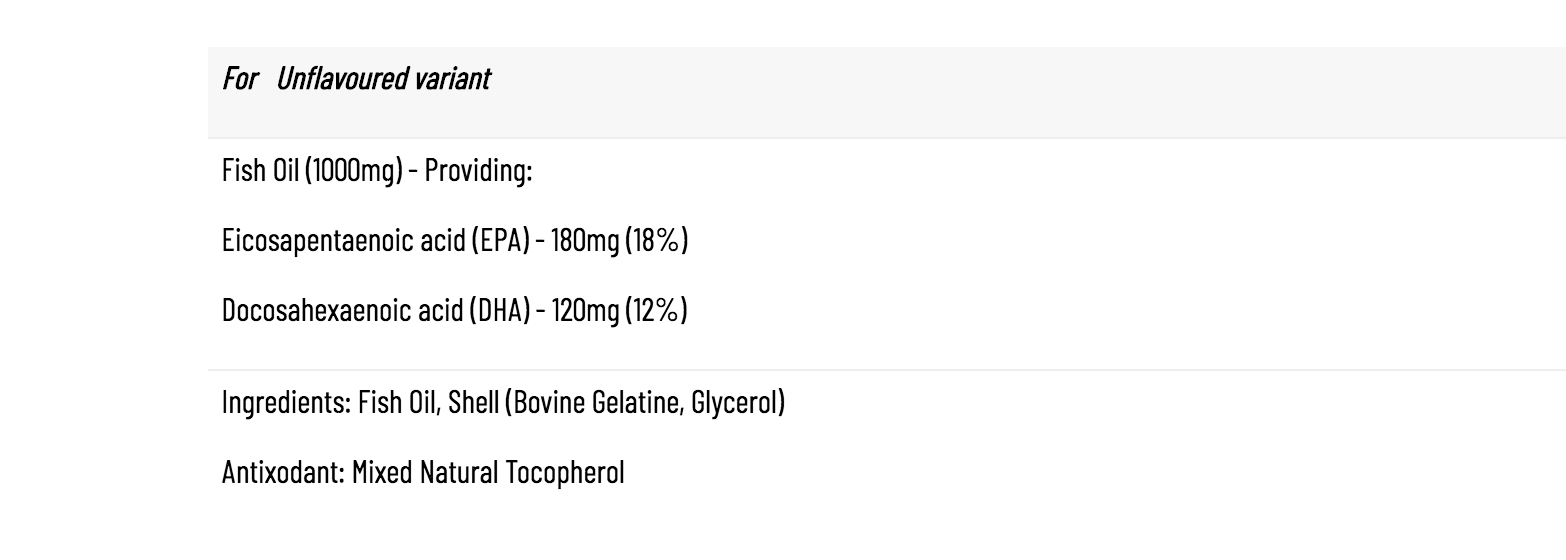 For Unflavoured variant
Fish Oil (1000mg) - Providing:
Eicosapentaenoic acid (EPA) - 180mg (18%)
Docosahexaenoic acid (DHA) - 120mg (12%)
Ingredients: Fish Oil, Shell (Bovine Gelatine, Glycerol)
Antixodant: Mixed Natural Tocopherol